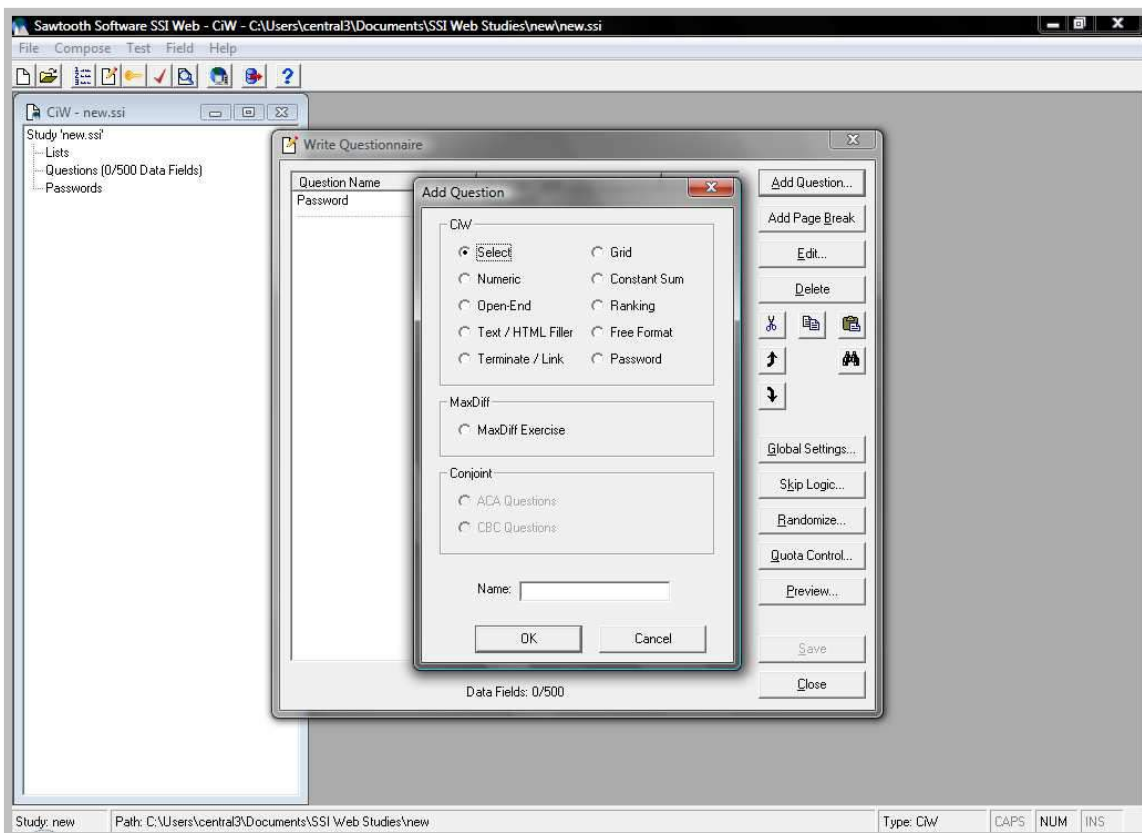 Sawtooth Software SSI Web - CiW - C:\Users\central3\Documents\SSI Web Studies\new\new.ssi
File Compose Test Field Help
CiW - new.ssi
Study 'new.ssi'
Lists
Questions (0/500 Data Fields)
Passwords
Write Questionnaire
Question Name
Password
Add Question
CiW
Select
Grid
Numeric
Constant Sum
Open-End
Ranking
Text / HTML Filler
Free Format
Terminate / Link
Password
MaxDiff
MaxDiff Exercise
Conjoint
ACA Questions
CBC Questions
Name:
OK
Cancel
Data Fields: 0/500
Add Question...
Add Page Break
Edit...
Delete
Global Settings...
Skip Logic...
Randomize...
Quota Control...
Preview...
Save
Close
Study: new
Path: C:\Users\central3\Documents\SSI Web Studies\new
Type: CiW
CAPS
NUM
INS